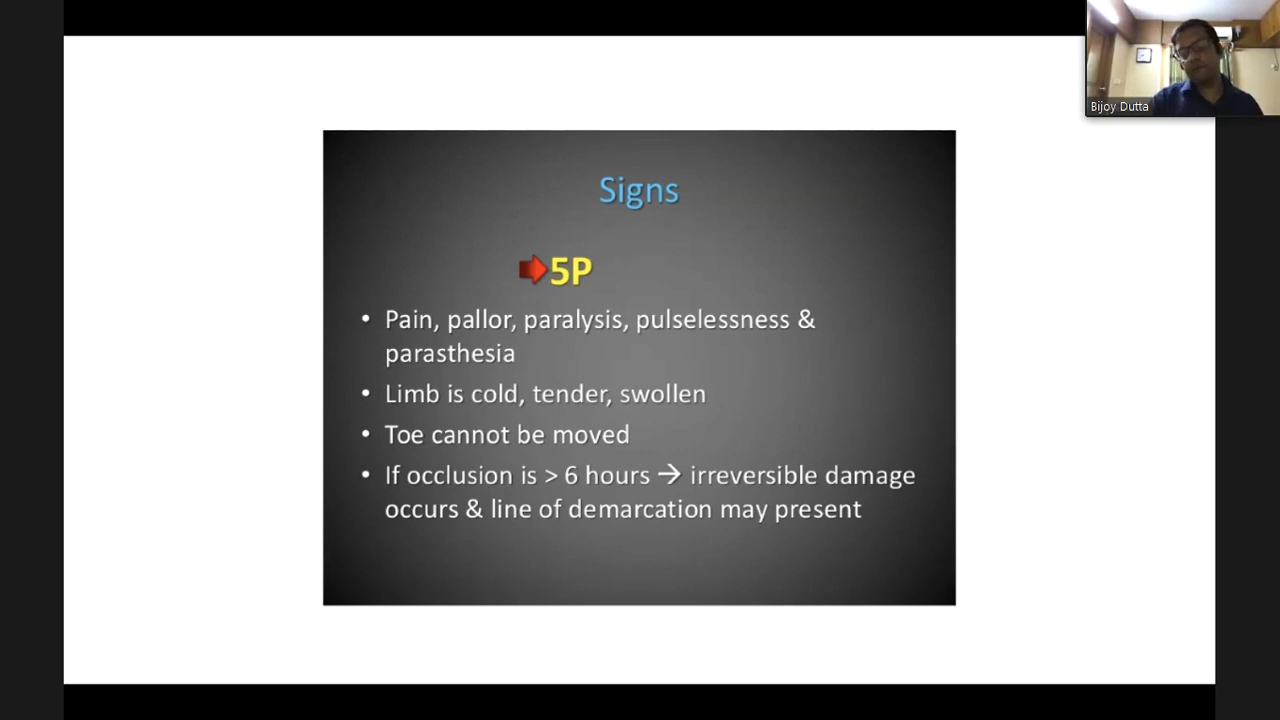 Bijoy Dutta
Signs
5P
• Pain, pallor, paralysis, pulselessness &
parasthesia
• Limb is cold, tender, swollen
• Toe cannot be moved
• If occlusion is > 6 hours → irreversible damage
occurs & line of demarcation may present